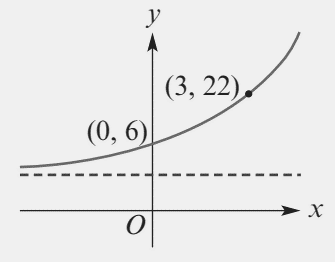 y
(3, 22)
(0, 6)
O
x